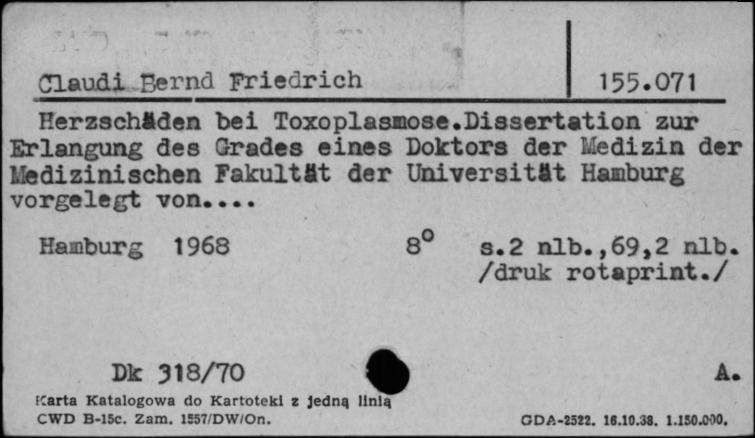 Claudi Bernd Friedrich 155.071
Herzschäden bei Toxoplasmose.Dissertation zur
Erlangung des Grades eines Doktors der Medizin der
Medizinischen Fakultät der Universität Hamburg
vorgelegt von....
Hamburg 1968 8° s.2 nlb.,69,2 nlb.
/druk rotaprint./
Dk 318/70 A.
Karta Katalogowa do Kartoteki z jedną linią
CWD B-15c. Zam. 1557/DW/On. GDA-2522. 16.10.38. 1.150.000.